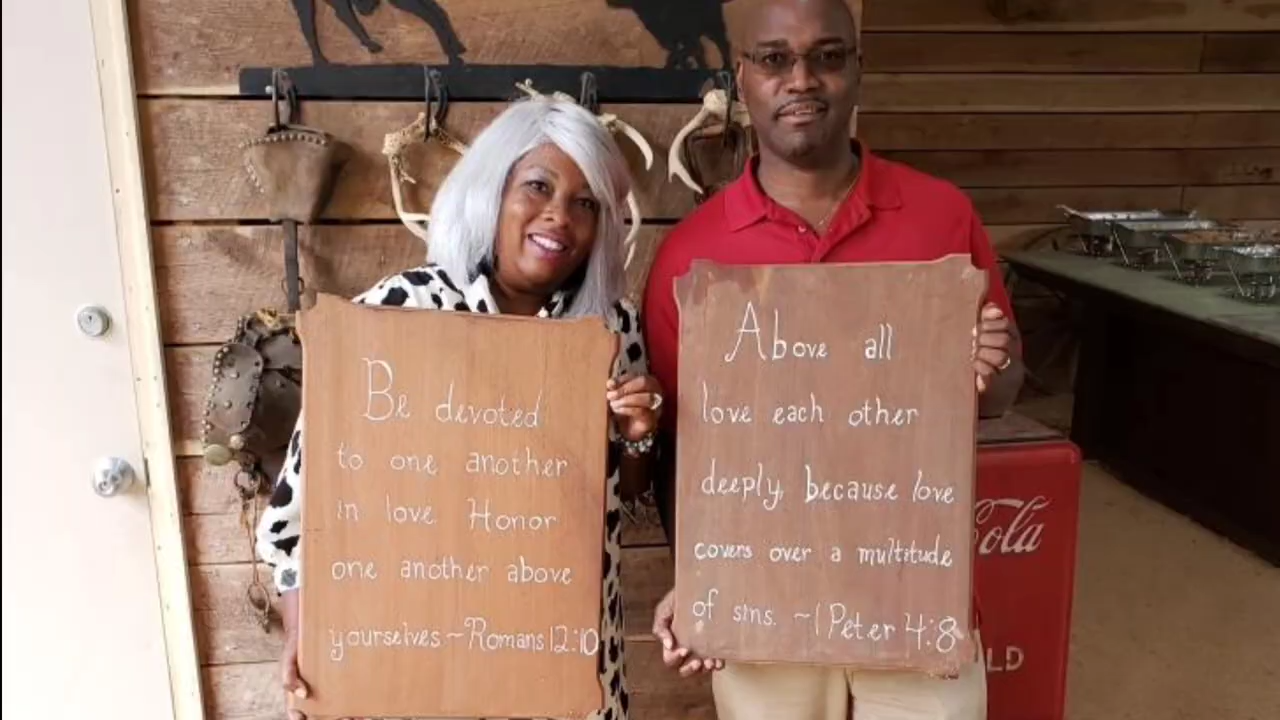 Be devoted
to one another
in love. Honor
one another above
yourselves ~ Romans 12:10
Above all
love each other
deeply, because love
covers over a multitude
of sins. ~ 1 Peter 4:8
Cola
LD